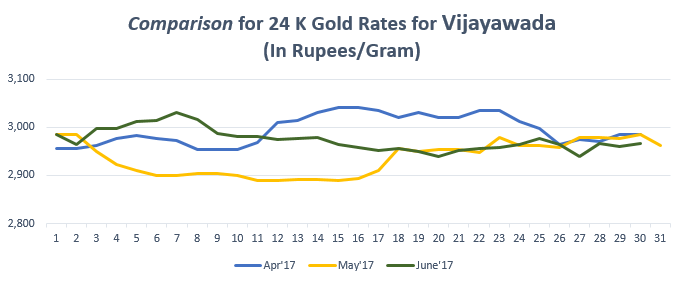 Comparison for 24 K Gold Rates for Vijayawada
(In Rupees/Gram)
3,100
3,000
2,900
2,800
1 2 3 4 5 6 7 8 9 10 11 12 13 14 15 16 17 18 19 20 21 22 23 24 25 26 27 28 29 30 31
Apr'17 May'17 June'17